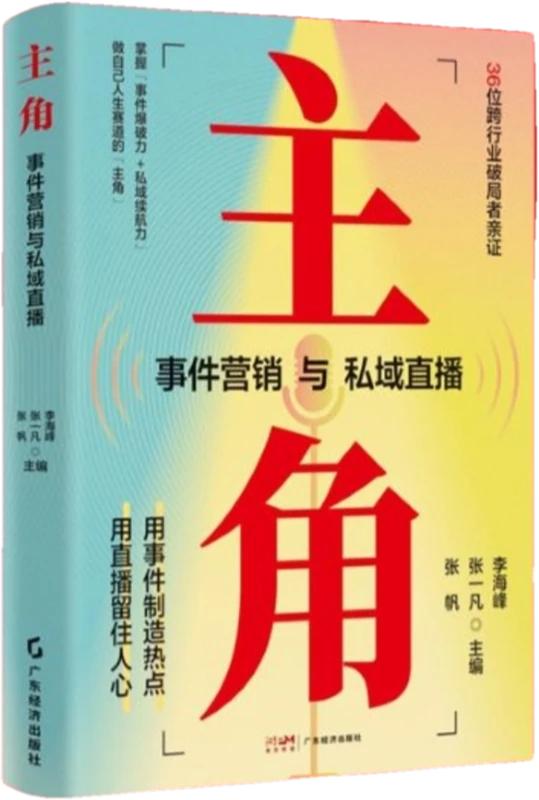 主角
事件营销与私域直播
李海峰
张一凡
张 帆
◎主编
广东经济出版社
36位跨行业破局者亲证
掌握「事件爆破力+私域续航力」
做自己人生赛道的「主角」
主
事件营销 与 私域直播
角
用事件制造热点
用直播留住人心
李海峰
张一凡◎主编
张 帆
广东经济出版社